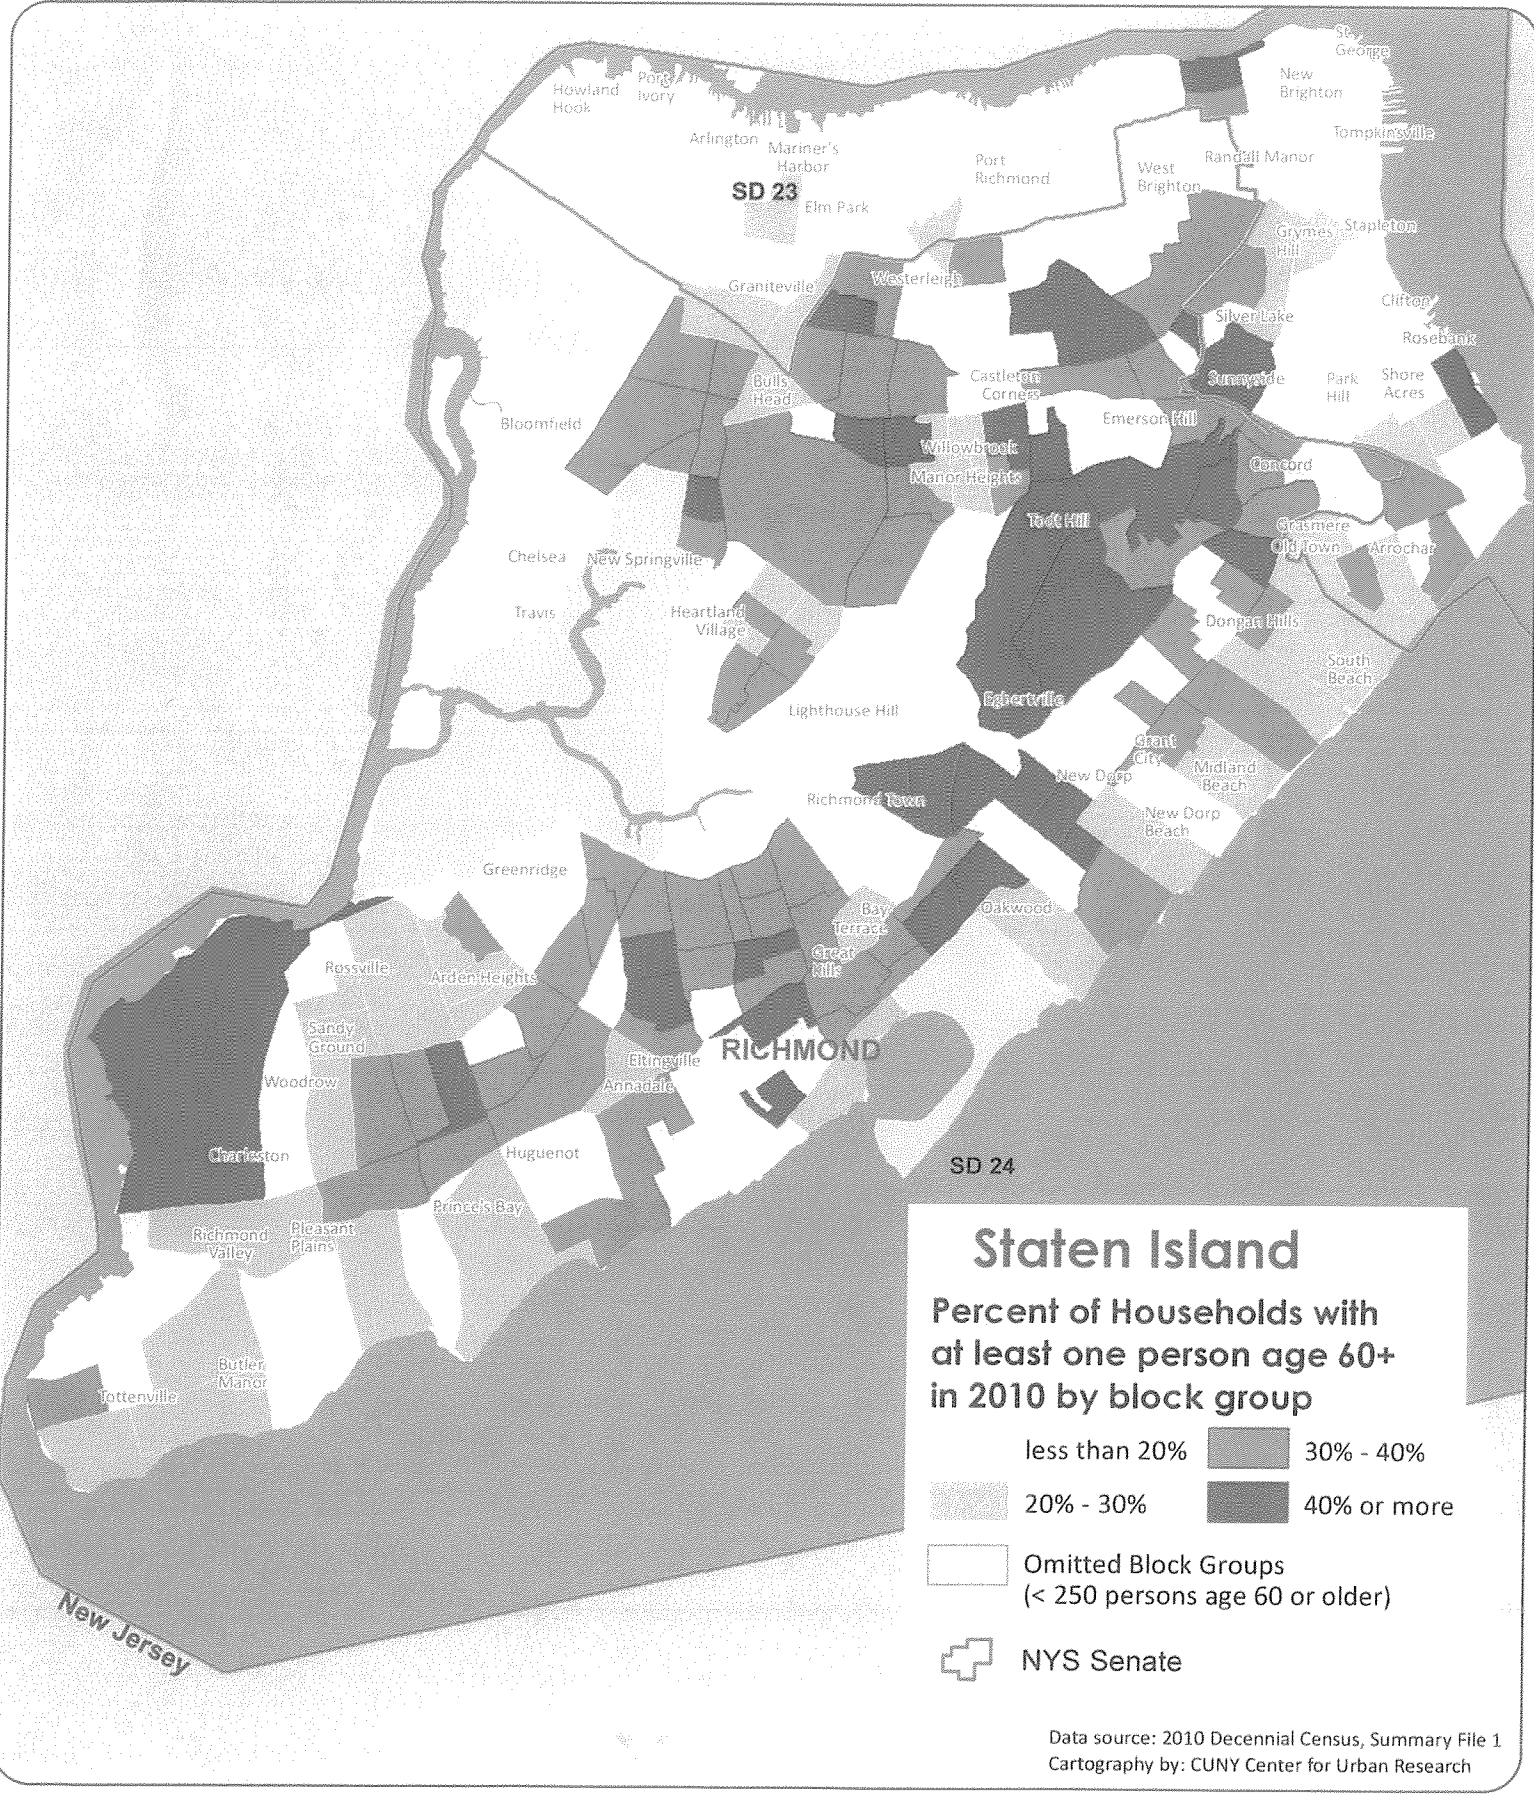 St.
George
Howland
Hook
Port
Ivory
New
Brighton
Arlington
Mariner's
Harbor
Tompkinsville
Port
Richmond
West
Brighton
Randall Manor
SD 23
Elm Park
Grymes
Hill
Stapleton
Graniteville
Westerleigh
Clifton
Silver Lake
Rosebank
Bulls
Head
Castleton
Corners
Sunnyside
Park
Hill
Shore
Acres
Bloomfield
Emerson Hill
Willowbrook
Manor Heights
Concord
Todt Hill
Grasmere
Old Town
Arrochar
Chelsea
New Springville
Travis
Heartland
Village
Dongan Hills
South
Beach
Egbertville
Lighthouse Hill
Grant
City
New Dorp
Midland
Beach
Richmond Town
New Dorp
Beach
Greenridge
Bay
Terrace
Oakwood
Rossville
Arden Heights
Great
Kills
Sandy
Ground
RICHMOND
Eltingville
Woodrow
Annadale
Charleston
Huguenot
SD 24
Prince's Bay
Richmond
Valley
Pleasant
Plains
Butler
Manor
Tottenville
New Jersey
Staten Island
Percent of Households with
at least one person age 60+
in 2010 by block group
less than 20%
30% - 40%
20% - 30%
40% or more
Omitted Block Groups
(< 250 persons age 60 or older)
NYS Senate
Data source: 2010 Decennial Census, Summary File 1
Cartography by: CUNY Center for Urban Research